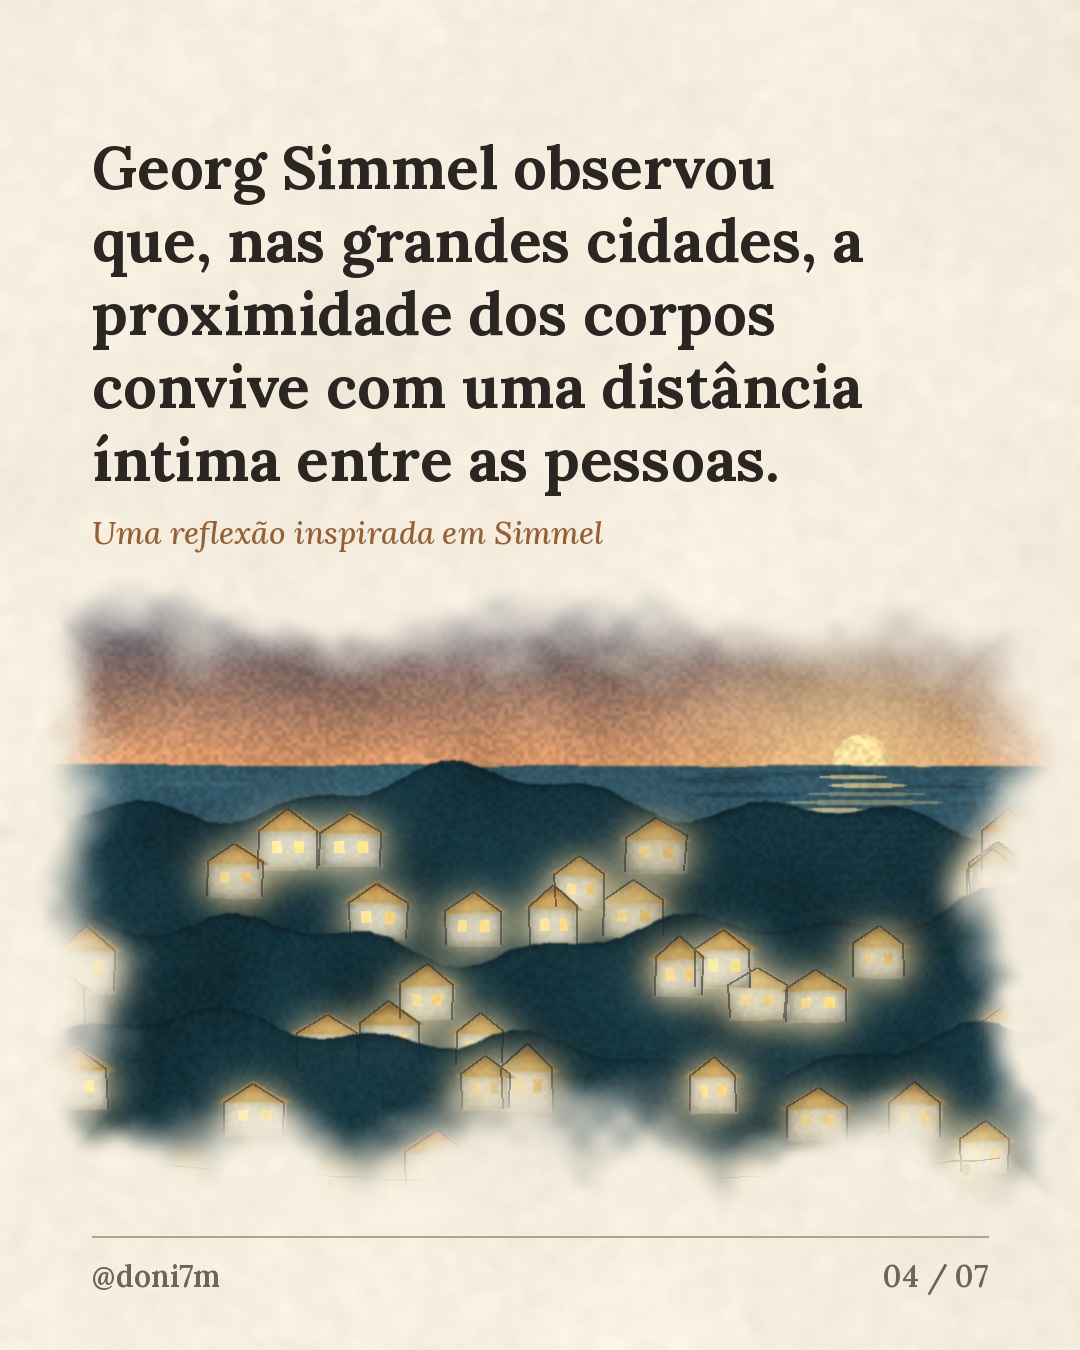 Georg Simmel observou
que, nas grandes cidades, a
proximidade dos corpos
convive com uma distância
íntima entre as pessoas.
Uma reflexão inspirada em Simmel
@doni7m
04 / 07